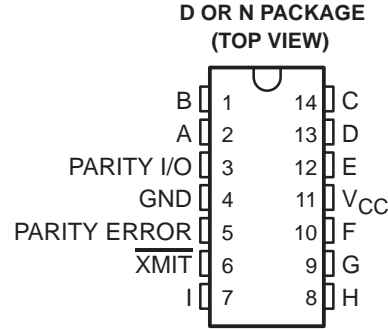 D OR N PACKAGE
(TOP VIEW)
B 1 14 C
A 2 13 D
PARITY I/O 3 12 E
GND 4 11 VCC
PARITY ERROR 5 10 F
XMIT 6 9 G
I 7 8 H